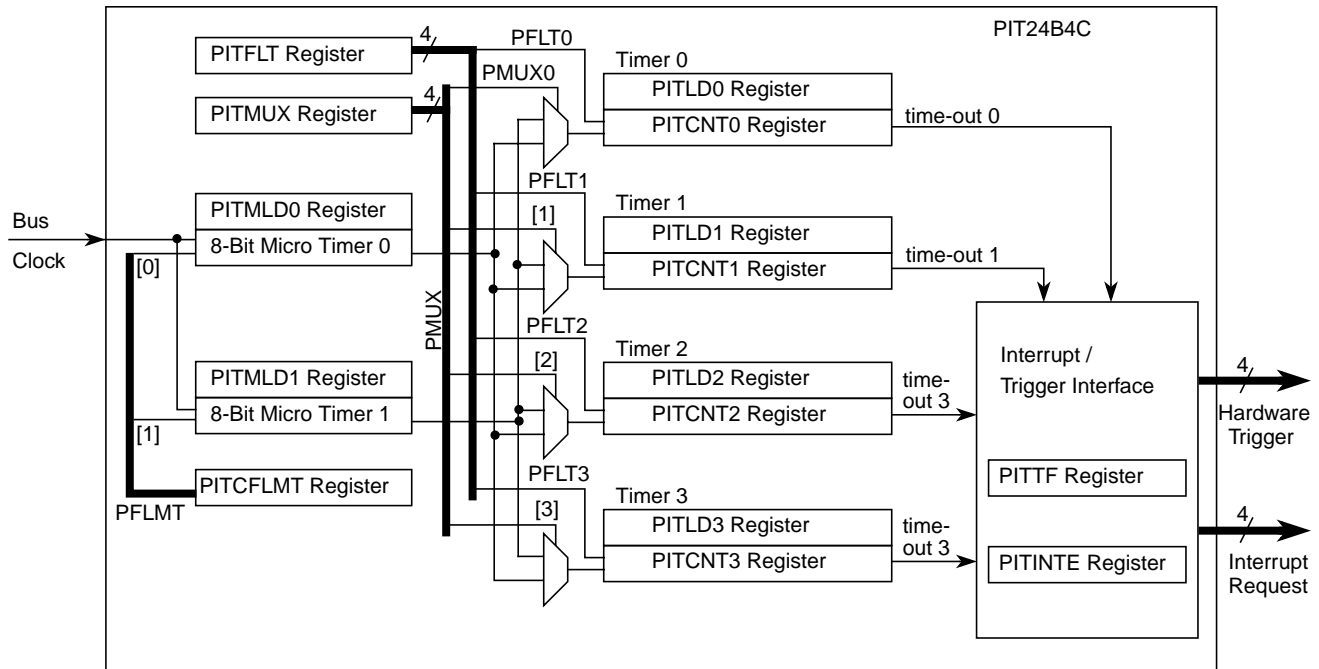 PIT24B4C
4
PITFLT Register
PFLT0
Timer 0
PMUX0
PITLD0 Register
4
PITMUX Register
PITCNT0 Register
time-out 0
PFLT1
Bus
Clock
PITMLD0 Register
8-Bit Micro Timer 0
[0]
[1]
Timer 1
PITLD1 Register
PITCNT1 Register
time-out 1
PMUX
PFLT2
Timer 2
[2]
PITMLD1 Register
8-Bit Micro Timer 1
[1]
PITLD2 Register
PITCNT2 Register
time-
out 3
Interrupt /
Trigger Interface
4
Hardware
Trigger
PFLT3
PITCFLMT Register
PFLMT
[3]
Timer 3
PITLD3 Register
PITCNT3 Register
time-
out 3
PITTF Register
PITINTE Register
4
Interrupt
Request